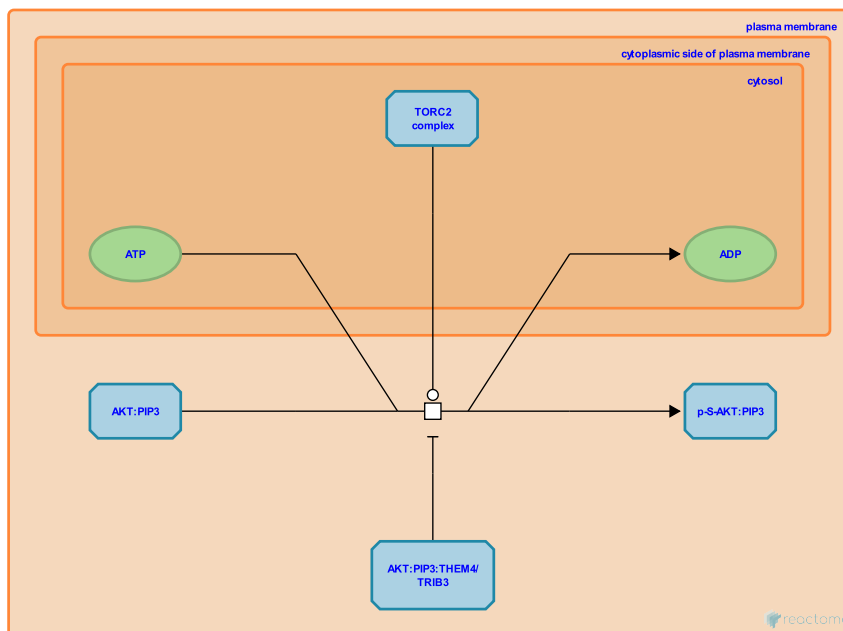 plasma membrane
cytoplasmic side of plasma membrane
cytosol
TORC2
complex
ATP
ADP
AKT:PIP3
p-S-AKT:PIP3
AKT:PIP3:THEM4/
TRIB3
reactome